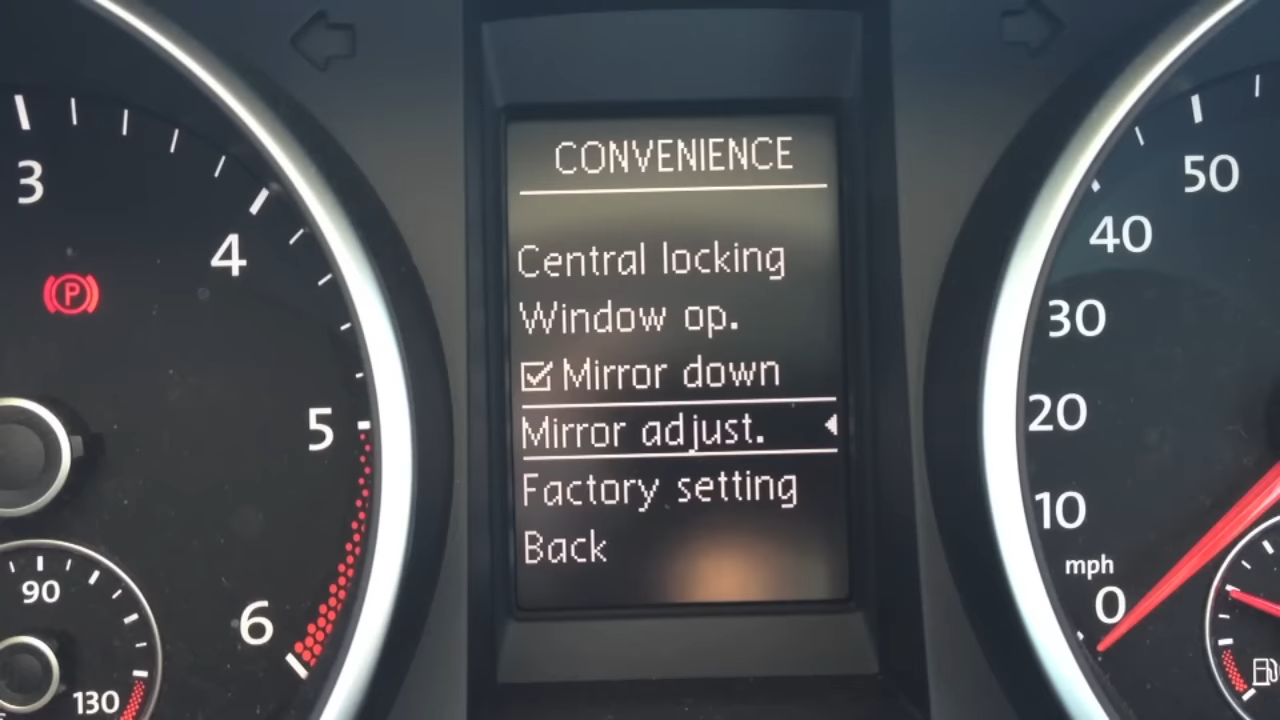 CONVENIENCE
Central locking
Window op.
Mirror down
Mirror adjust.
Factory setting
Back
3
4
5
6
P
90
130
50
40
30
20
10
mph
0